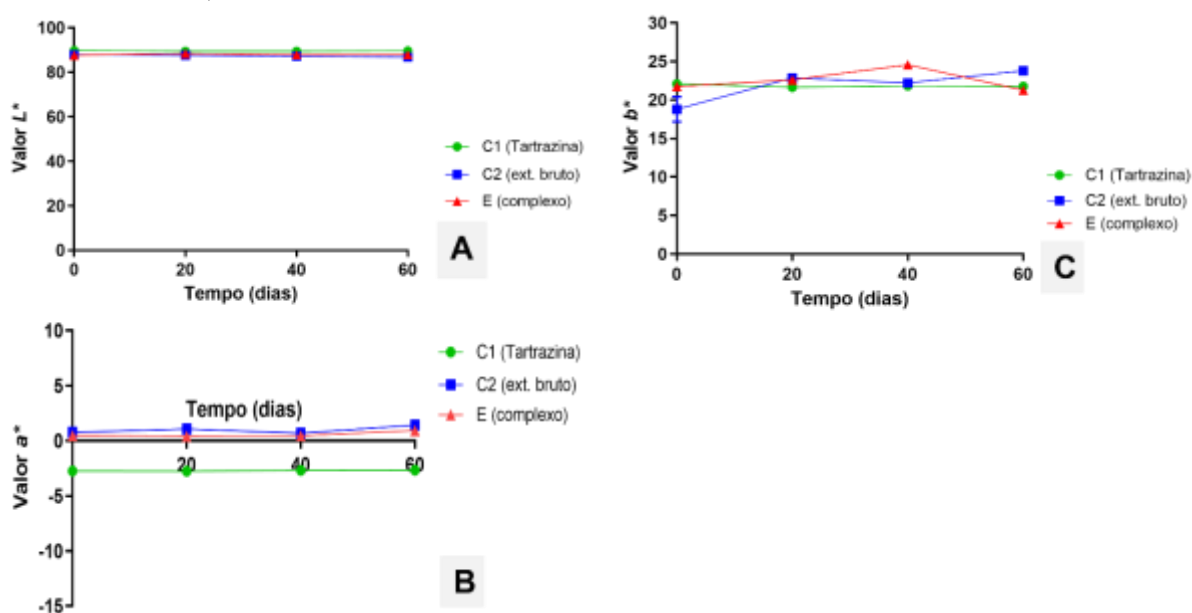 100
80
60
40
20
0
Valor L*
0 20 40 60
Tempo (dias)
C1 (Tartrazina)
C2 (ext. bruto)
E (complexo)
A
30
25
20
15
10
5
0
Valor b*
0 20 40 60
Tempo (dias)
C1 (Tartrazina)
C2 (ext. bruto)
E (complexo)
C
10
5
0
-5
-10
-15
Valor a*
Tempo (dias)
20 40 60
C1 (Tartrazina)
C2 (ext. bruto)
E (complexo)
B